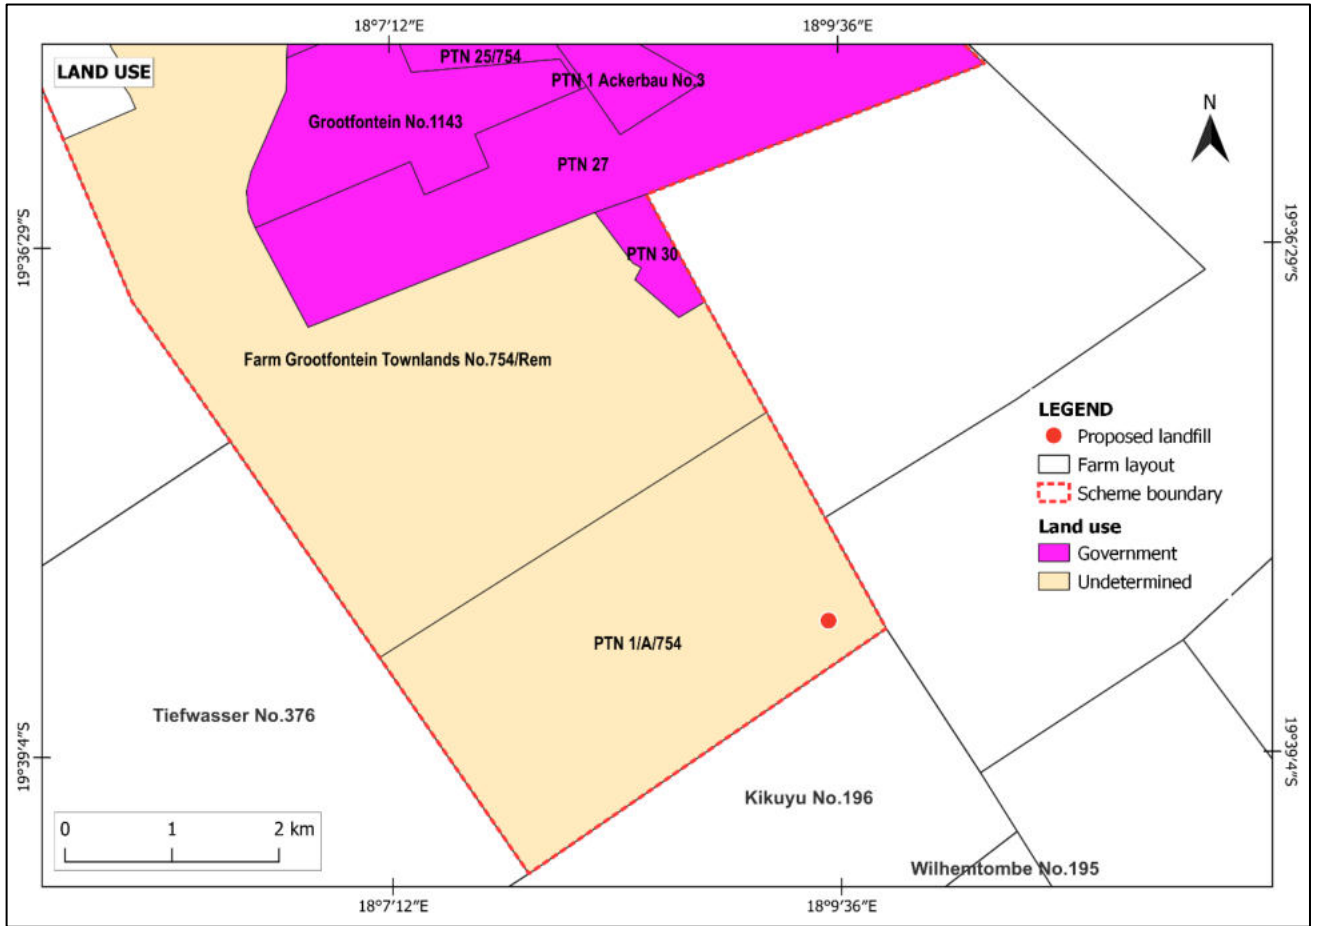 18°7'12"E
18°9'36"E
LAND USE
PTN 25/754
PTN 1 Ackerbau No.3
Grootfontein No.1143
N
PTN 27
19°36'29"S
19°36'29"S
PTN 30
Farm Grootfontein Townlands No.754/Rem
LEGEND
Proposed landfill
Farm layout
Scheme boundary
Land use
Government
Undetermined
PTN 1/A/754
Tiefwasser No.376
19°39'4"S
19°39'4"S
Kikuyu No.196
0 1 2 km
Wilhemtombe No.195
18°7'12"E
18°9'36"E